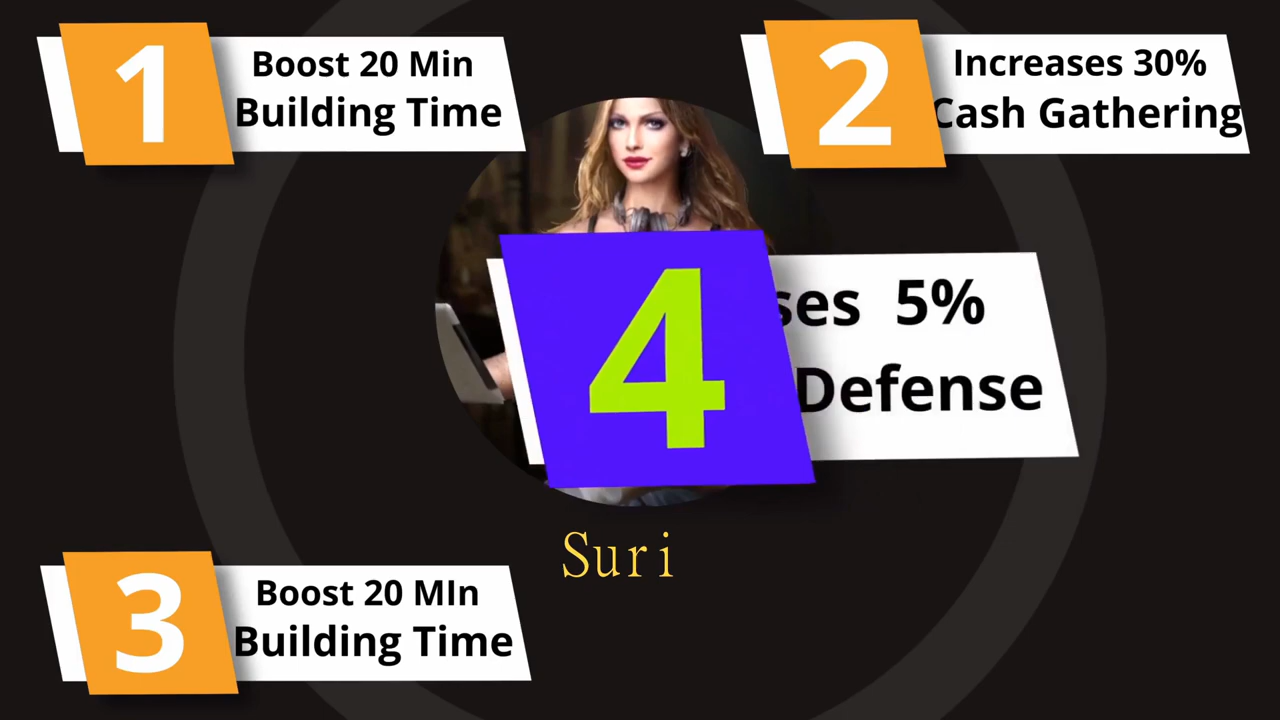 1
Boost 20 Min
Building Time
2
Increases 30%
Cash Gathering
4
5%
Defense
Suri
3
Boost 20 MIn
Building Time